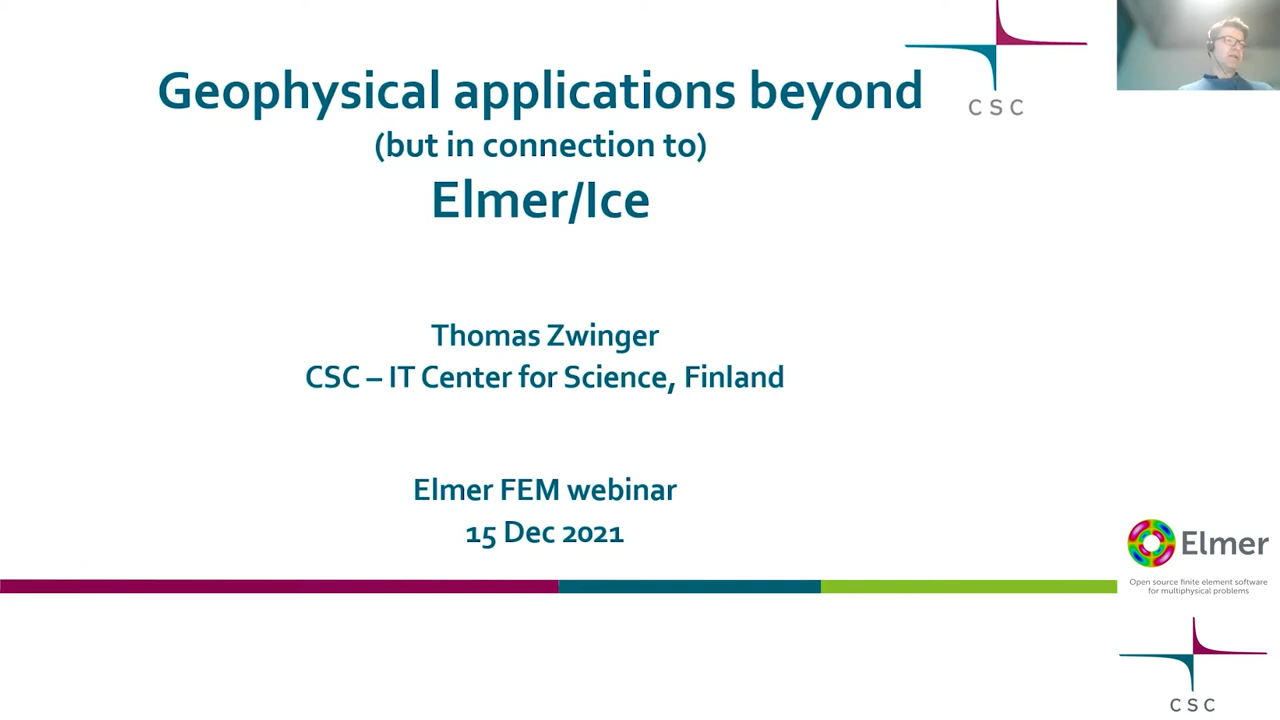 Geophysical applications beyond
CSC
(but in connection to)
Elmer/Ice
Thomas Zwinger
CSC – IT Center for Science, Finland
Elmer FEM webinar
15 Dec 2021
Elmer
Open source finite element software
for multiphysical problems
CSC